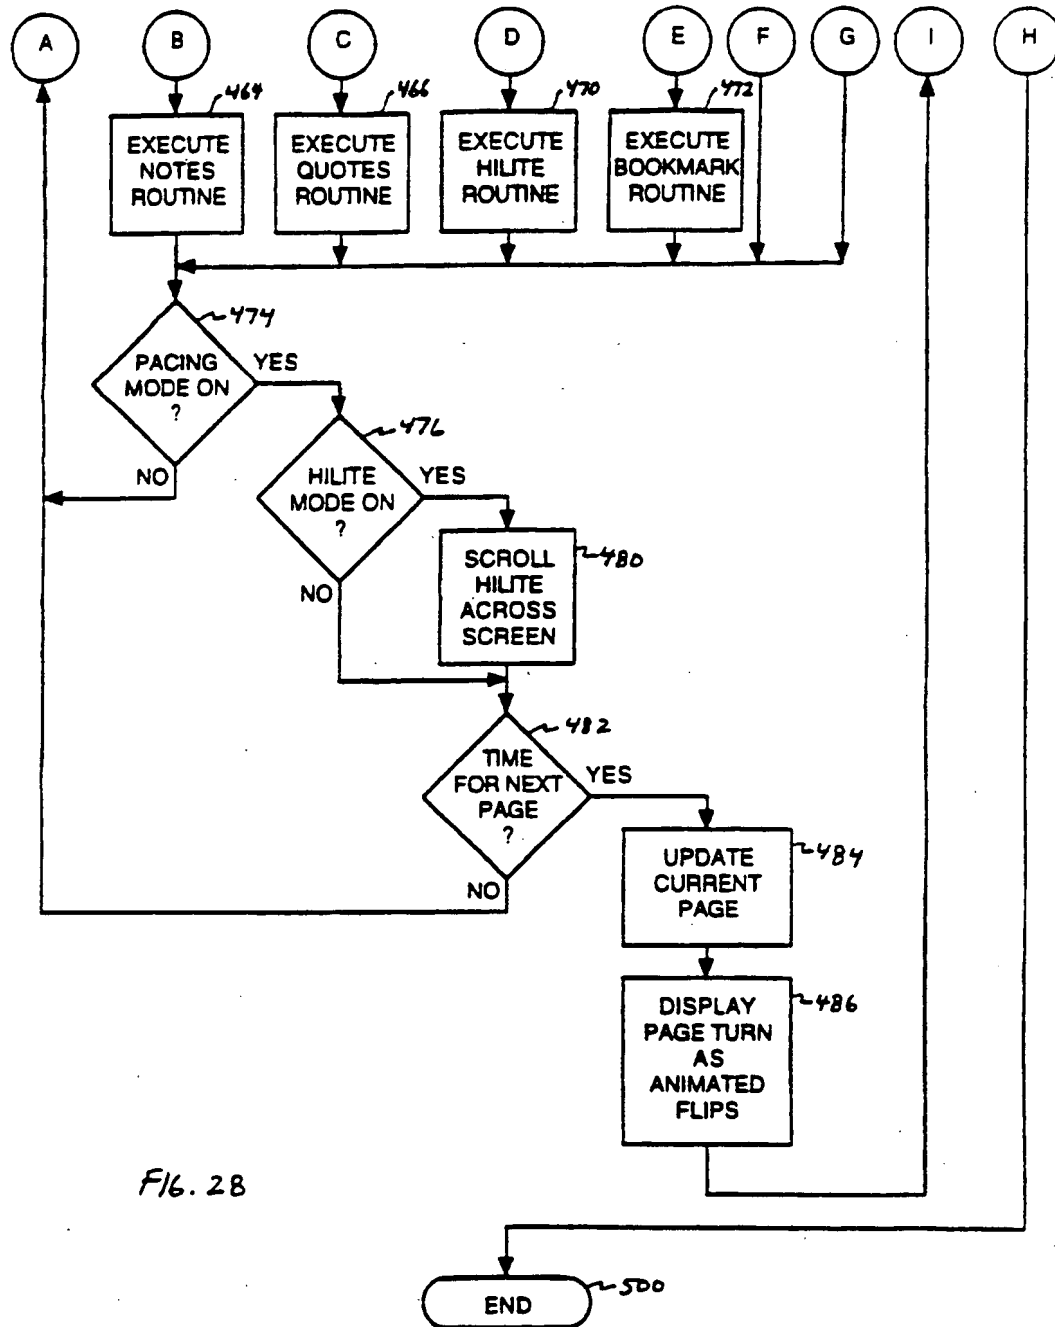 A B C D E F G I H
464 466 470 472
EXECUTE
NOTES
ROUTINE
EXECUTE
QUOTES
ROUTINE
EXECUTE
HILITE
ROUTINE
EXECUTE
BOOKMARK
ROUTINE
474
PACING
MODE ON
?
YES
NO
476
HILITE
MODE ON
?
YES
NO
480
SCROLL
HILITE
ACROSS
SCREEN
482
TIME
FOR NEXT
PAGE
?
YES
NO
484
UPDATE
CURRENT
PAGE
486
DISPLAY
PAGE TURN
AS
ANIMATED
FLIPS
FIG. 28
END
500